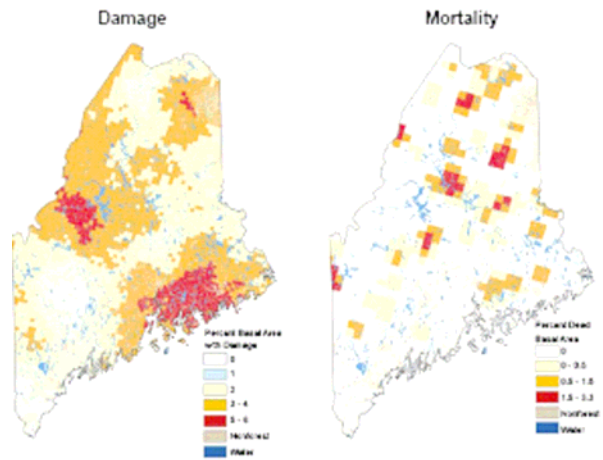 Damage
Mortality
Percent Basal Area
with Damage
0
1
2
2 - 4
5 - 6
Nonforest
Water
Percent Dead
Basal Area
0
0 - 0.5
0.5 - 1.5
1.5 - 3.3
Nonforest
Water